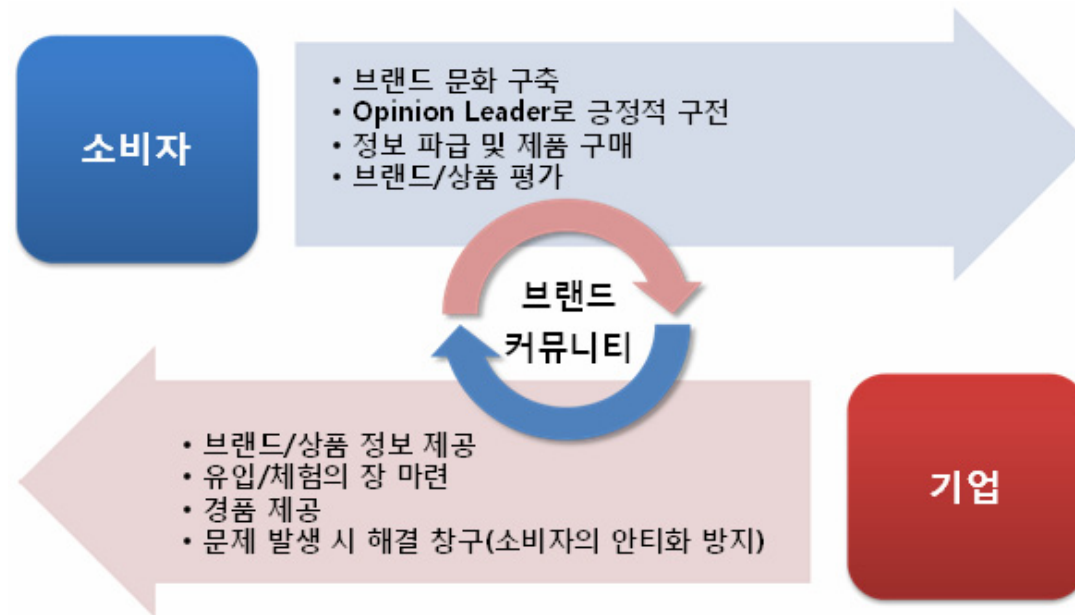 소비자
• 브랜드 문화 구축
• Opinion Leader로 긍정적 구전
• 정보 파급 및 제품 구매
• 브랜드/상품 평가
브랜드
커뮤니티
• 브랜드/상품 정보 제공
• 유입/체험의 장 마련
• 경품 제공
• 문제 발생 시 해결 창구(소비자의 안티화 방지)
기업